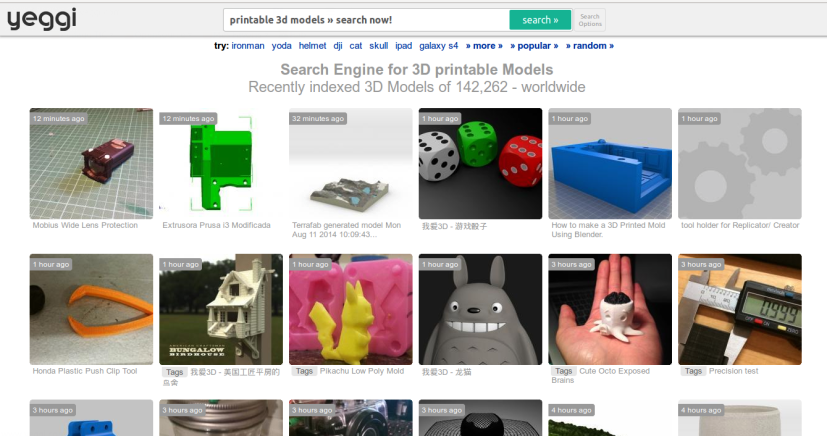 yeggi
printable 3d models » search now!
search »
Search
Options
try: ironman yoda helmet dji cat skull ipad galaxy s4 » more » » popular » » random »
Search Engine for 3D printable Models
Recently indexed 3D Models of 142,262 - worldwide
12 minutes ago
12 minutes ago
32 minutes ago
1 hour ago
1 hour ago
1 hour ago
Mobius Wide Lens Protection
Extrusora Prusa I3 Modificada
Terrafab generated model Mon
Aug 11 2014 10:09:43...
我爱3D - 游戏骰子
How to make a 3D Printed Mold
Using Blender.
tool holder for Replicator/ Creator
1 hour ago
1 hour ago
1 hour ago
1 hour ago
3 hours ago
3 hours ago
BUNGALOW
BIRDHOUSE
0.999
Honda Plastic Push Clip Tool
Tags 我爱3D - 美国工匠平房的
鸟舍
Tags Pikachu Low Poly Mold
我爱3D - 龙猫
Tags Cute Octo Exposed
Brains
Tags Precision test
3 hours ago
3 hours ago
3 hours ago
3 hours ago
4 hours ago
4 hours ago